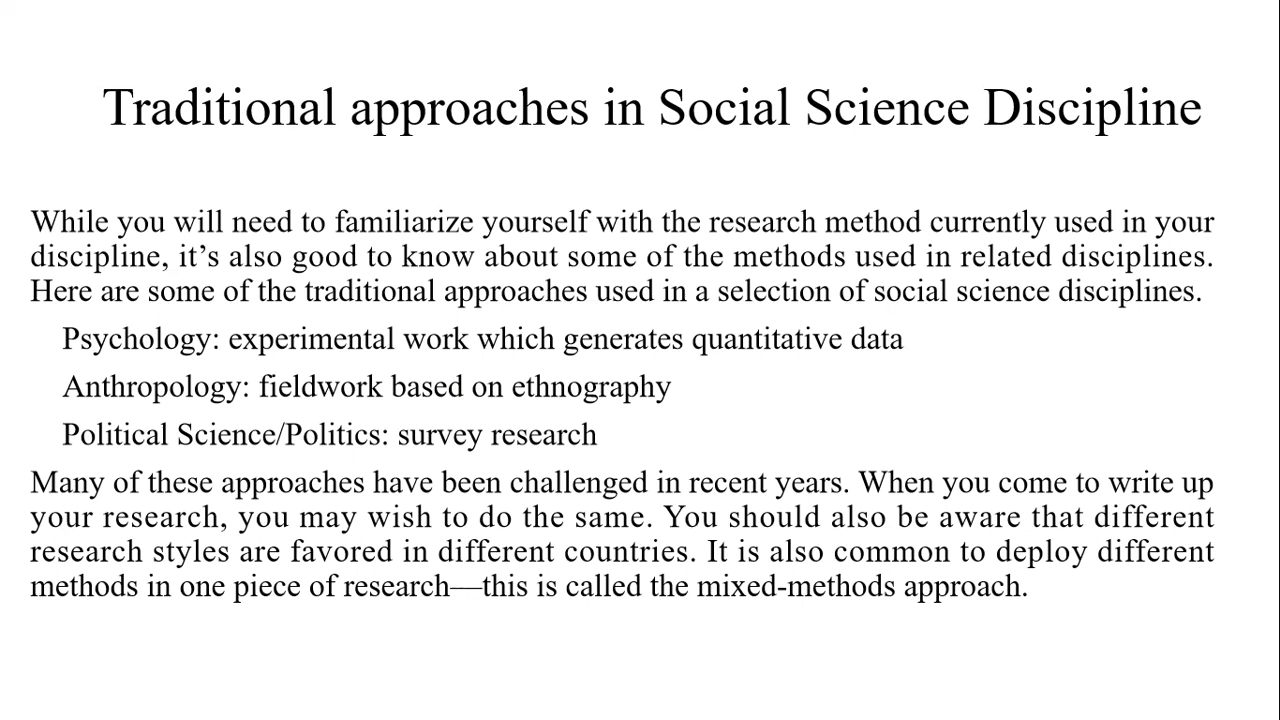 Traditional approaches in Social Science Discipline
While you will need to familiarize yourself with the research method currently used in your
discipline, it’s also good to know about some of the methods used in related disciplines.
Here are some of the traditional approaches used in a selection of social science disciplines.
Psychology: experimental work which generates quantitative data
Anthropology: fieldwork based on ethnography
Political Science/Politics: survey research
Many of these approaches have been challenged in recent years. When you come to write up
your research, you may wish to do the same. You should also be aware that different
research styles are favored in different countries. It is also common to deploy different
methods in one piece of research—this is called the mixed-methods approach.